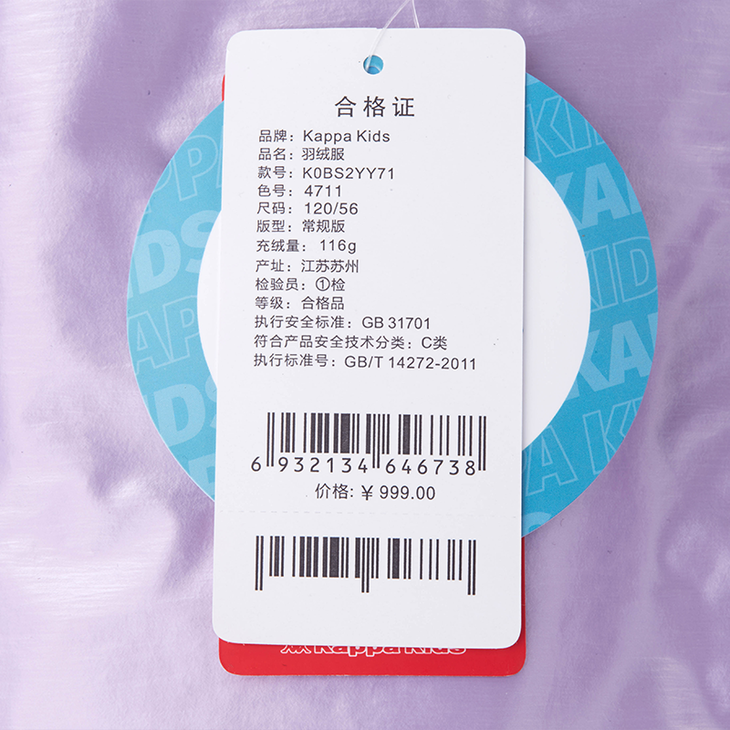 合格证
品牌：Kappa Kids
品名：羽绒服
款号：K0BS2YY71
色号：4711
尺码：120/56
版型：常规版
充绒量：116g
产址：江苏苏州
检验员：①检
等级：合格品
执行安全标准：GB 31701
符合产品安全技术分类：C类
执行标准号：GB/T 14272-2011
6 932134 646738
价格: ¥ 999.00
Kappa Kids